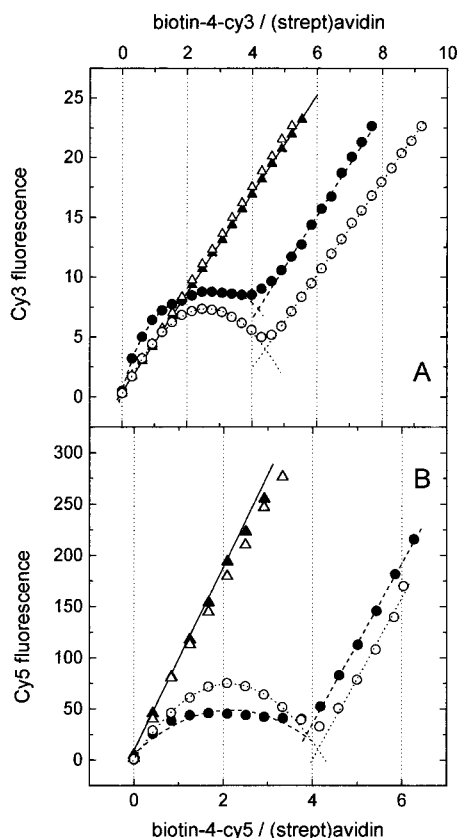 biotin-4-cy3 / (strept)avidin
0 2 4 6 8 10
25
20
15
10
5
0
Cy3 fluorescence
A
300
250
200
150
100
50
0
Cy5 fluorescence
B
0 2 4 6
biotin-4-cy5 / (strept)avidin